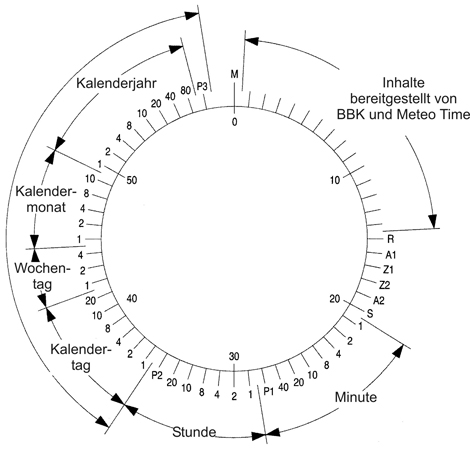 Kalenderjahr
Inhalte
bereitgestellt von
BBK und Meteo Time
Kalender-
monat
Wochen-
tag
Kalender-
tag
Stunde
Minute
M
R
A1
Z1
Z2
A2
S
1
2
4
8
10
20
40
P1
1
2
4
8
10
20
P2
1
2
4
8
10
20
1
2
4
1
2
4
8
10
1
2
4
8
10
20
40
80
P3
0
10
20
30
40
50